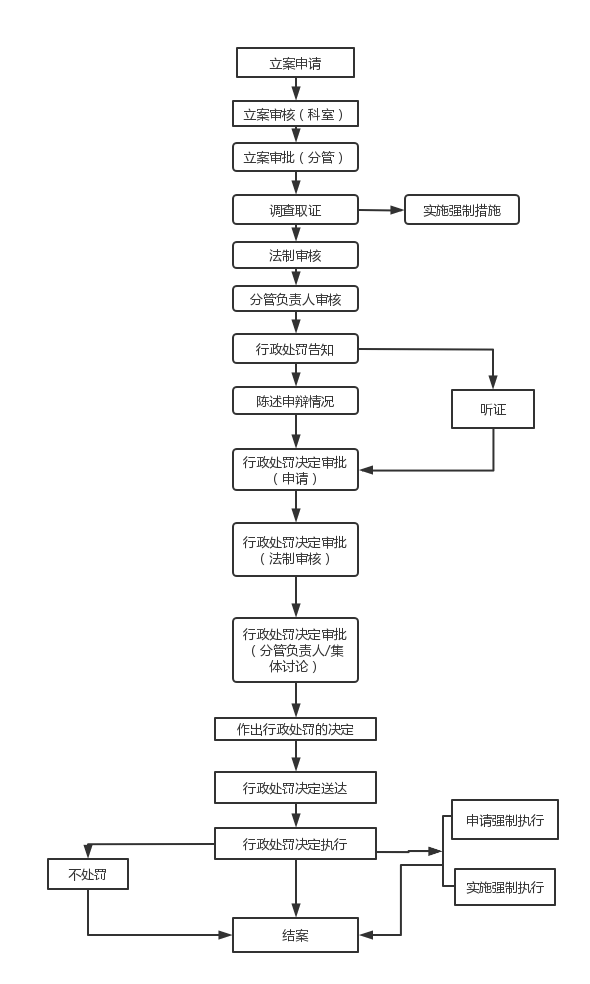 立案申请
立案审核（科室）
立案审批（分管）
调查取证
实施强制措施
法制审核
分管负责人审核
行政处罚告知
陈述申辩情况
听证
行政处罚决定审批
（申请）
行政处罚决定审批
（法制审核）
行政处罚决定审批
（分管负责人/集
体讨论）
作出行政处罚的决定
行政处罚决定送达
行政处罚决定执行
申请强制执行
不处罚
实施强制执行
结案